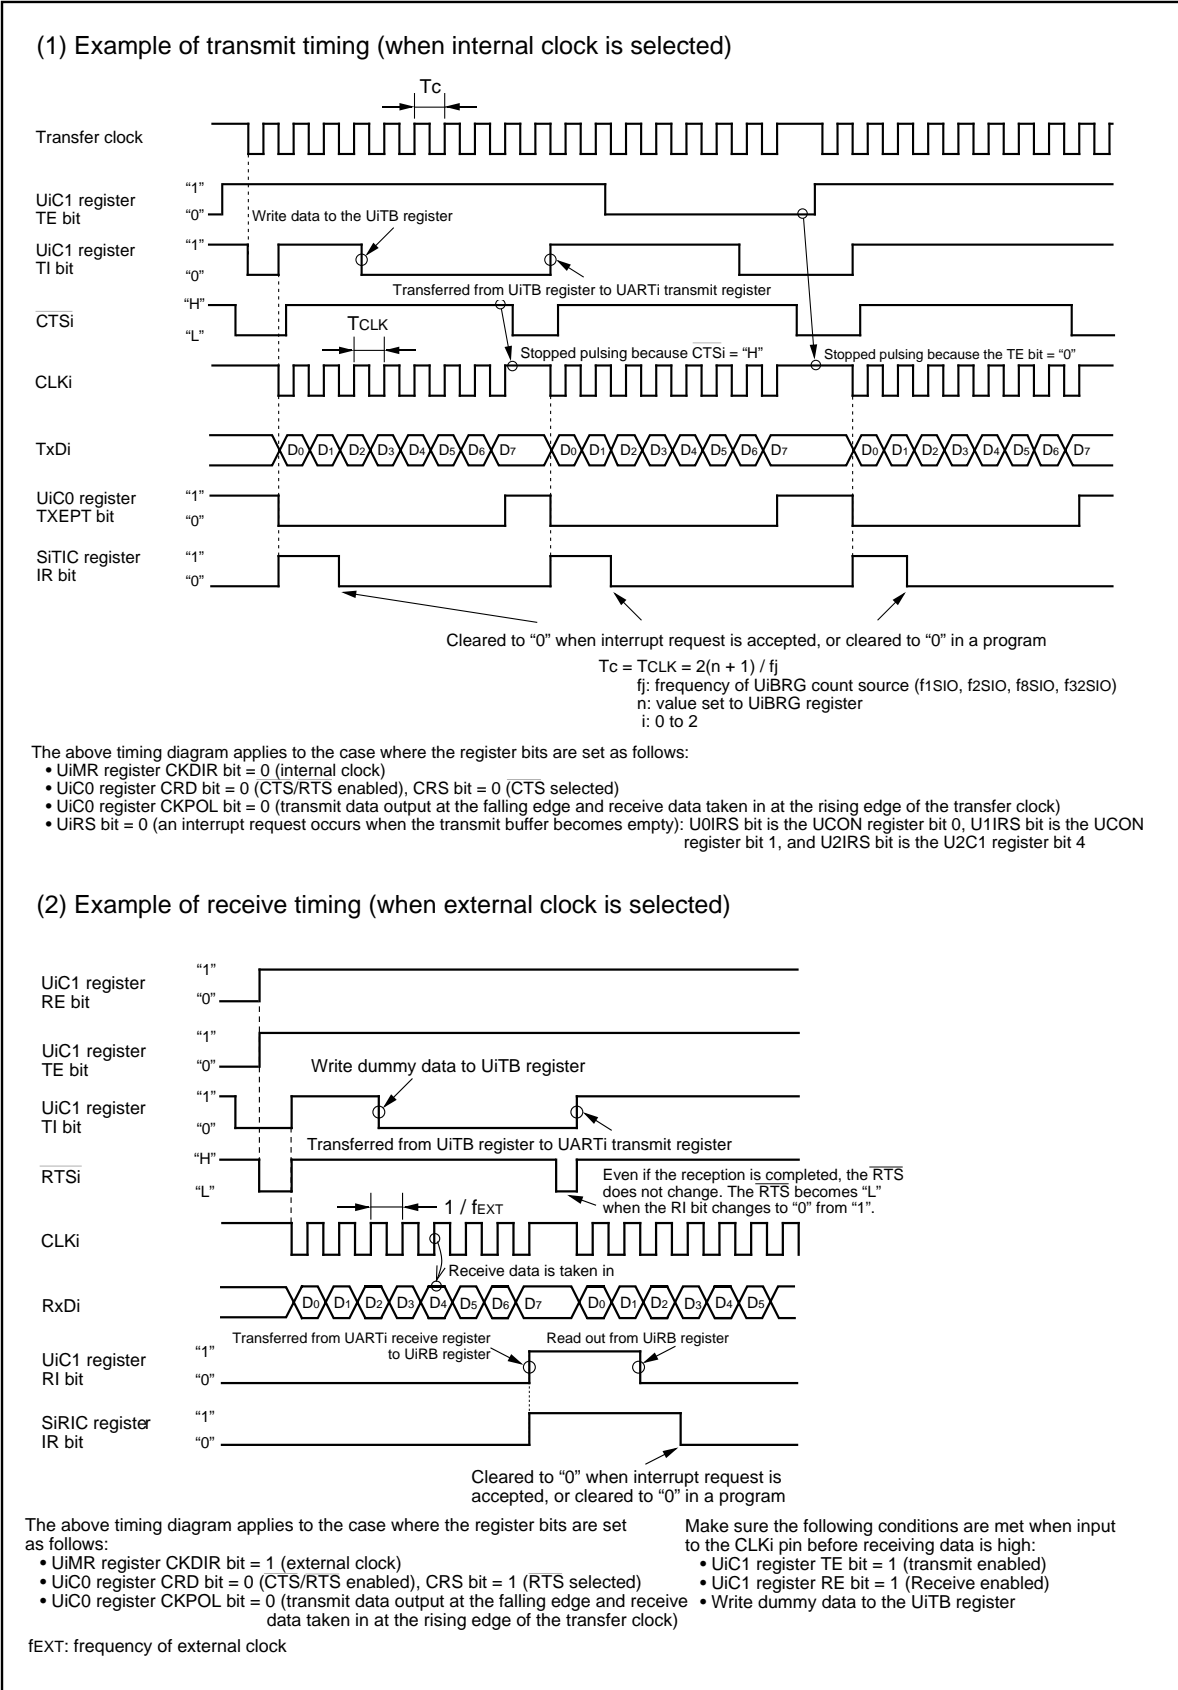 (1) Example of transmit timing (when internal clock is selected)
Tc
Transfer clock
UiC1 register
TE bit
“1”
“0”
Write data to the UiTB register
UiC1 register
TI bit
“1”
“0”
Transferred from UiTB register to UARTi transmit register
CTSi
“H”
“L”
TCLK
Stopped pulsing because CTSi = “H”
Stopped pulsing because the TE bit = “0”
CLKi
TxDi
D0 D1 D2 D3 D4 D5 D6 D7 D0 D1 D2 D3 D4 D5 D6 D7 D0 D1 D2 D3 D4 D5 D6 D7
UiC0 register
TXEPT bit
“1”
“0”
SiTIC register
IR bit
“1”
“0”
Cleared to “0” when interrupt request is accepted, or cleared to “0” in a program
Tc = TCLK = 2(n + 1) / fj
fj: frequency of UiBRG count source (f1SIO, f2SIO, f8SIO, f32SIO)
n: value set to UiBRG register
i: 0 to 2
The above timing diagram applies to the case where the register bits are set as follows:
• UiMR register CKDIR bit = 0 (internal clock)
• UiC0 register CRD bit = 0 (CTS/RTS enabled), CRS bit = 0 (CTS selected)
• UiC0 register CKPOL bit = 0 (transmit data output at the falling edge and receive data taken in at the rising edge of the transfer clock)
• UiRS bit = 0 (an interrupt request occurs when the transmit buffer becomes empty): U0IRS bit is the UCON register bit 0, U1IRS bit is the UCON
register bit 1, and U2IRS bit is the U2C1 register bit 4
(2) Example of receive timing (when external clock is selected)
UiC1 register
RE bit
“1”
“0”
UiC1 register
TE bit
“1”
“0”
Write dummy data to UiTB register
UiC1 register
TI bit
“1”
“0”
Transferred from UiTB register to UARTi transmit register
RTSi
“H”
“L”
Even if the reception is completed, the RTS
does not change. The RTS becomes “L”
when the RI bit changes to “0” from “1”.
1 / fEXT
CLKi
Receive data is taken in
RxDi
D0 D1 D2 D3 D4 D5 D6 D7 D0 D1 D2 D3 D4 D5
Transferred from UARTi receive register
to UiRB register
Read out from UiRB register
UiC1 register
RI bit
“1”
“0”
SiRIC register
IR bit
“1”
“0”
Cleared to “0” when interrupt request is
accepted, or cleared to “0” in a program
The above timing diagram applies to the case where the register bits are set
as follows:
• UiMR register CKDIR bit = 1 (external clock)
• UiC0 register CRD bit = 0 (CTS/RTS enabled), CRS bit = 1 (RTS selected)
• UiC0 register CKPOL bit = 0 (transmit data output at the falling edge and receive
data taken in at the rising edge of the transfer clock)
Make sure the following conditions are met when input
to the CLKi pin before receiving data is high:
• UiC1 register TE bit = 1 (transmit enabled)
• UiC1 register RE bit = 1 (Receive enabled)
• Write dummy data to the UiTB register
fEXT: frequency of external clock